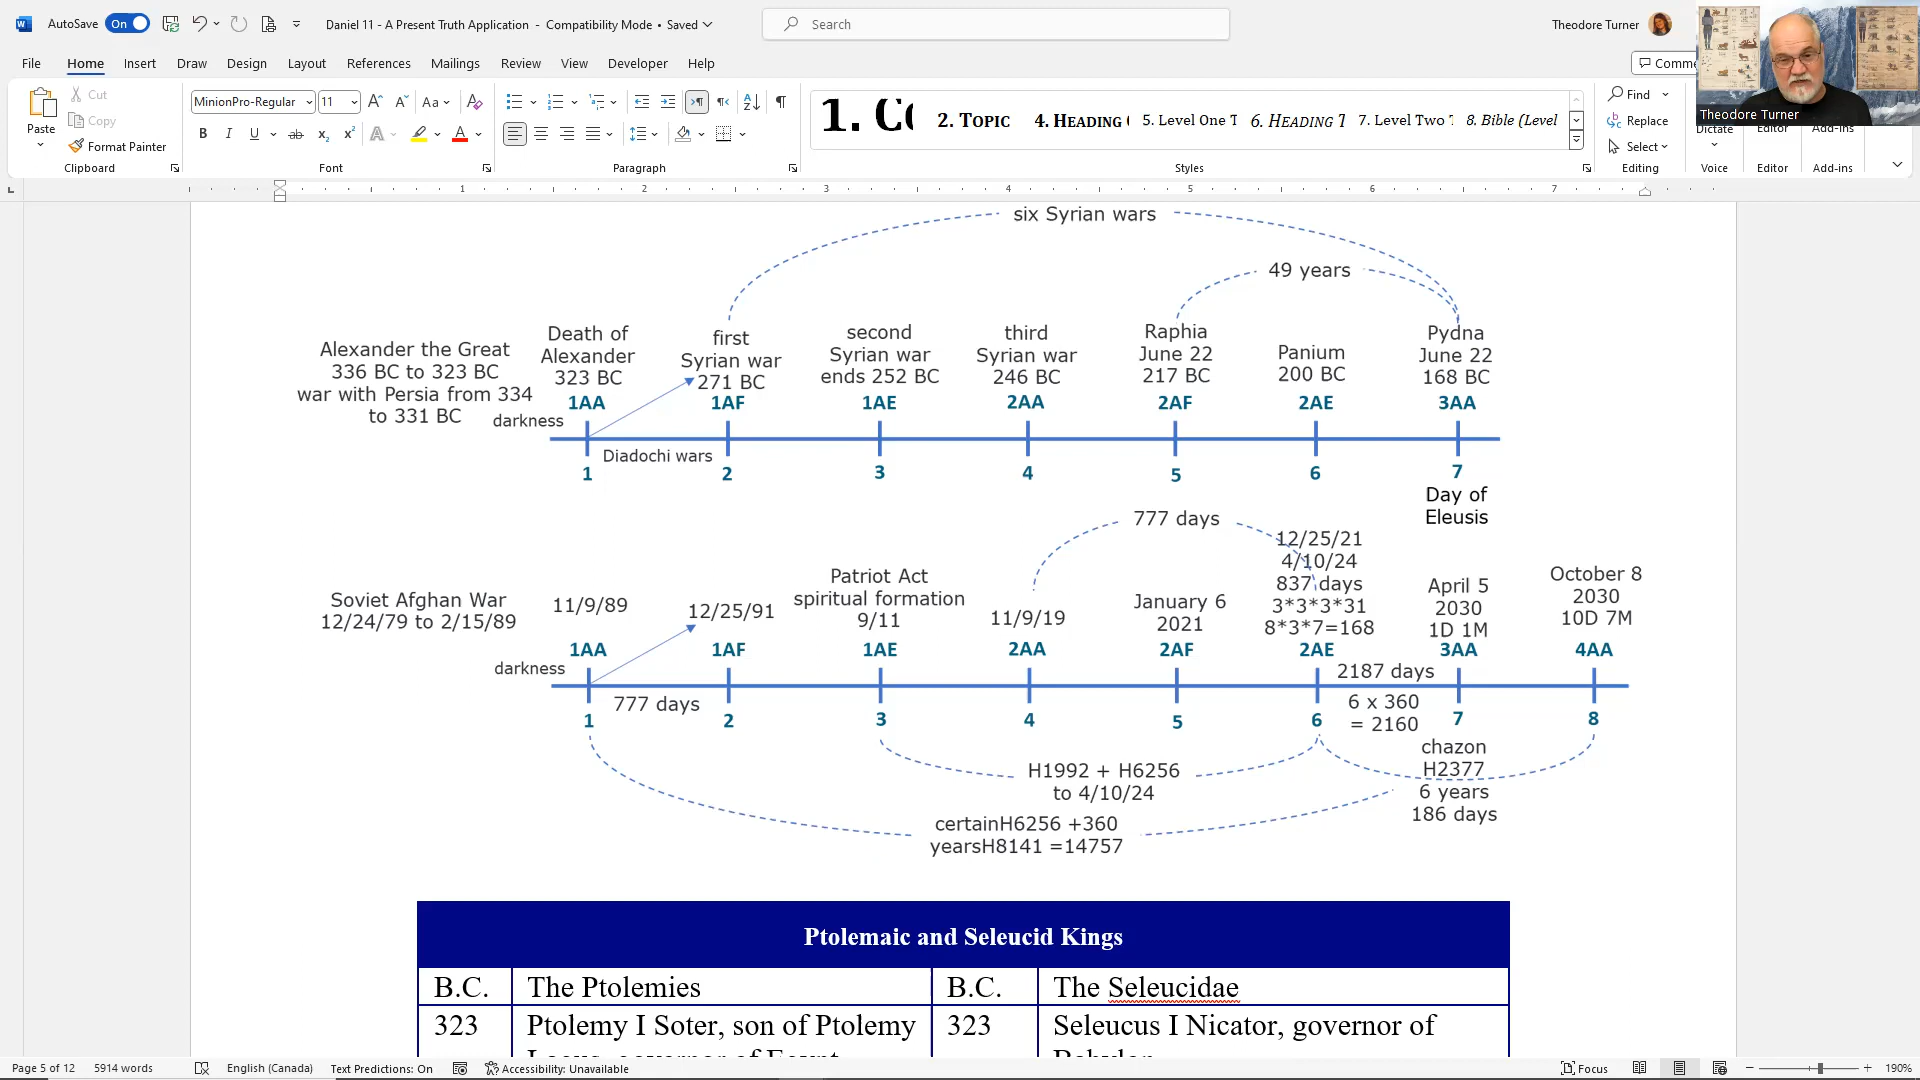 AutoSave On Daniel 11 - A Present Truth Application - Compatibility Mode • Saved Search Theodore Turner
File Home Insert Draw Design Layout References Mailings Review View Developer Help Comme
Paste Cut Copy Format Painter
MinionPro-Regular 11
1. Co 2. TOPIC 4. HEADING 5. Level One T 6. HEADING T 7. Level Two T 8. Bible (Level
Find Replace Select
Dictate Editor Add-ins
Theodore Turner
Clipboard Font Paragraph Styles Editing Voice Editor Add-ins
1 2 3 4 5 6 7
six Syrian wars
49 years
Alexander the Great
336 BC to 323 BC
war with Persia from 334
to 331 BC
Death of
Alexander
323 BC
1AA
first
Syrian war
271 BC
1AF
second
Syrian war
ends 252 BC
1AE
third
Syrian war
246 BC
2AA
Raphia
June 22
217 BC
2AF
Panium
200 BC
2AE
Pydna
June 22
168 BC
3AA
darkness
Diadochi wars
1 2 3 4 5 6 7
Day of
Eleusis
777 days
Soviet Afghan War
12/24/79 to 2/15/89
11/9/89
1AA
12/25/91
1AF
Patriot Act
spiritual formation
9/11
1AE
11/9/19
2AA
January 6
2021
2AF
12/25/21
4/10/24
837 days
3*3*3*31
8*3*7=168
2AE
April 5
2030
1D 1M
3AA
October 8
2030
10D 7M
4AA
darkness
777 days
2187 days
6 x 360
= 2160
1 2 3 4 5 6 7 8
H1992 + H6256
to 4/10/24
chazon
H2377
6 years
186 days
certainH6256 +360
yearsH8141 =14757
Ptolemaic and Seleucid Kings
B.C. The Ptolemies B.C. The Seleucidae
323 Ptolemy I Soter, son of Ptolemy 323 Seleucus I Nicator, governor of
Page 5 of 12 5914 words English (Canada) Text Predictions: On Accessibility: Unavailable Focus 190%